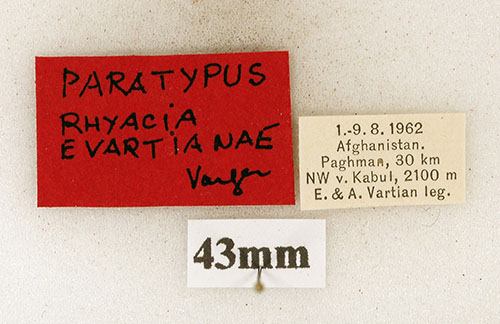 PARATYPUS
RHYACIA
EVARTIANAE
Varga
1.-9. 8. 1962
Afghanistan.
Paghman, 30 km
NW v. Kabul, 2100 m
E. & A. Vartian leg.
43mm